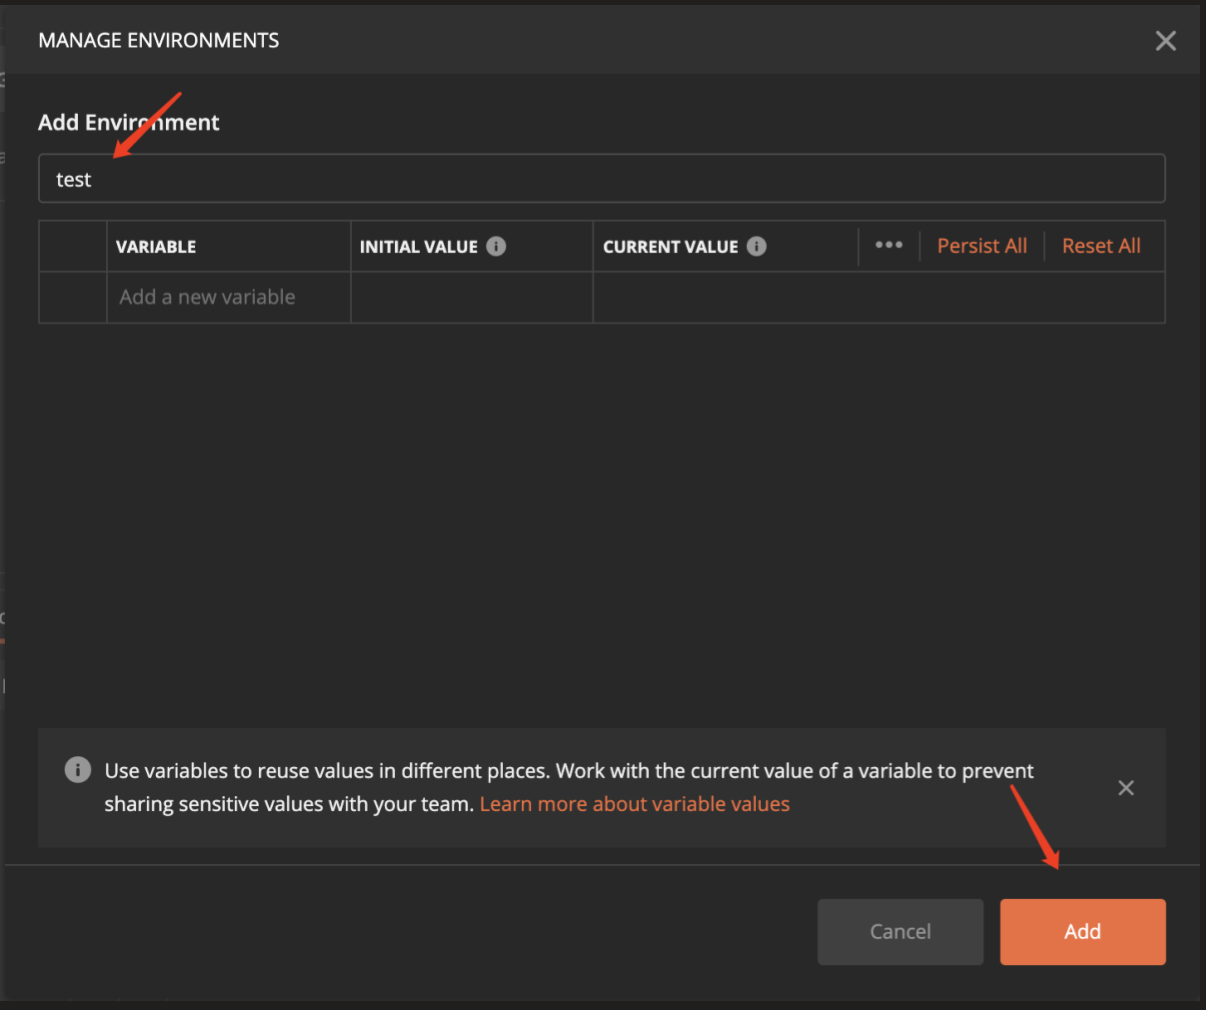 MANAGE ENVIRONMENTS
Add Environment
test
VARIABLE INITIAL VALUE CURRENT VALUE ••• Persist All Reset All
Add a new variable
Use variables to reuse values in different places. Work with the current value of a variable to prevent
sharing sensitive values with your team. Learn more about variable values
Cancel Add